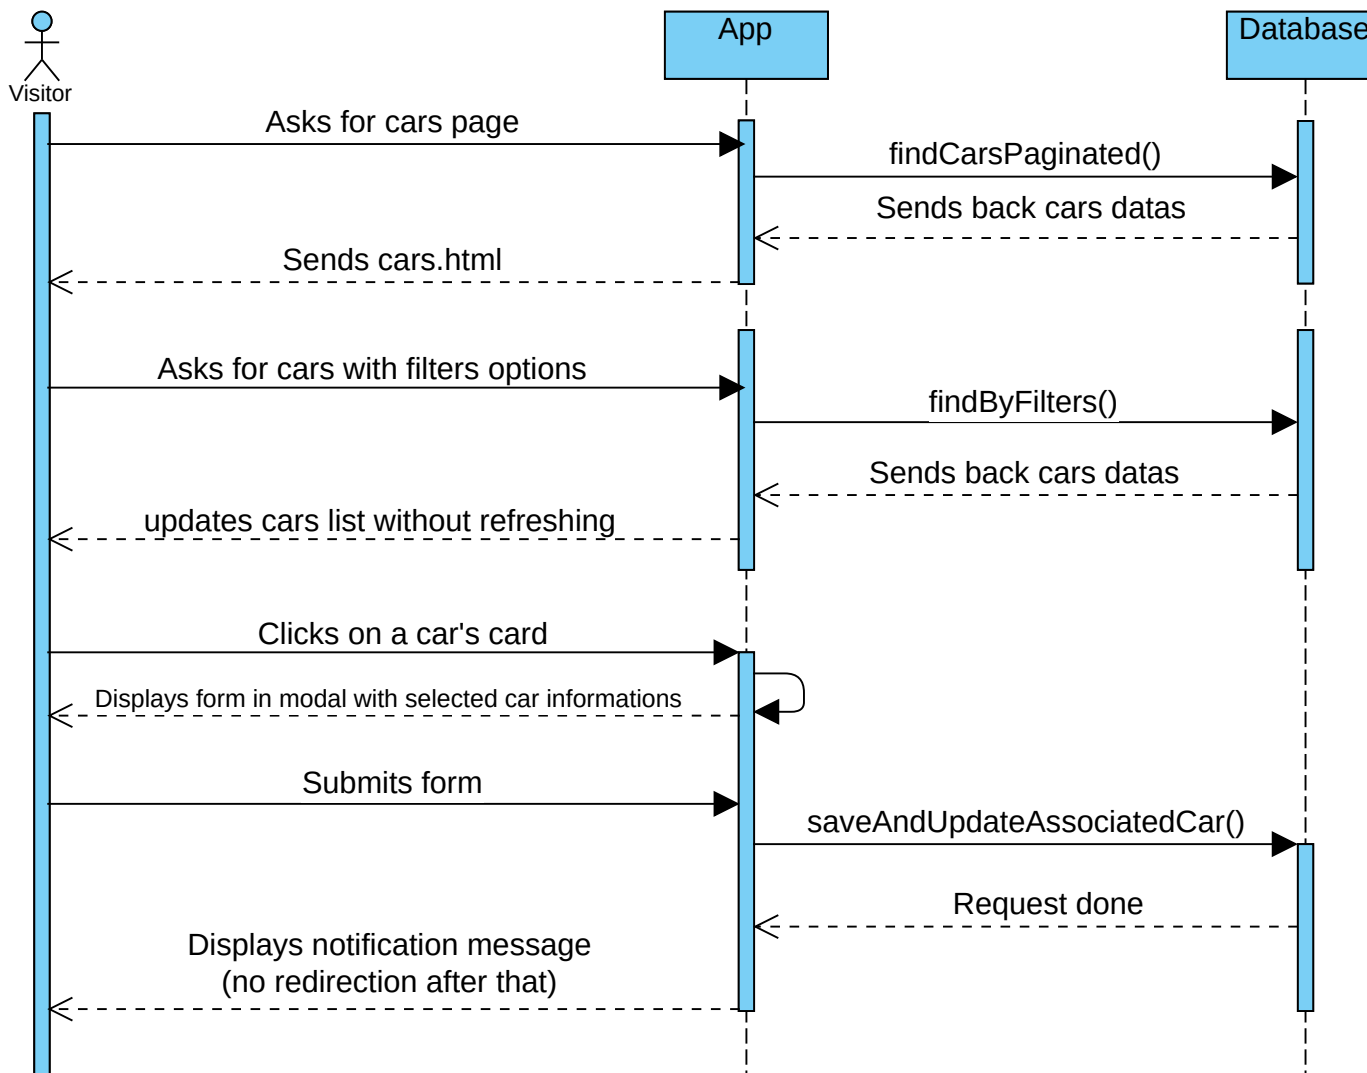 App
Database
Visitor
Asks for cars page
findCarsPaginated()
Sends back cars datas
Sends cars.html
Asks for cars with filters options
findByFilters()
Sends back cars datas
updates cars list without refreshing
Clicks on a car's card
Displays form in modal with selected car informations
Submits form
saveAndUpdateAssociatedCar()
Request done
Displays notification message
(no redirection after that)